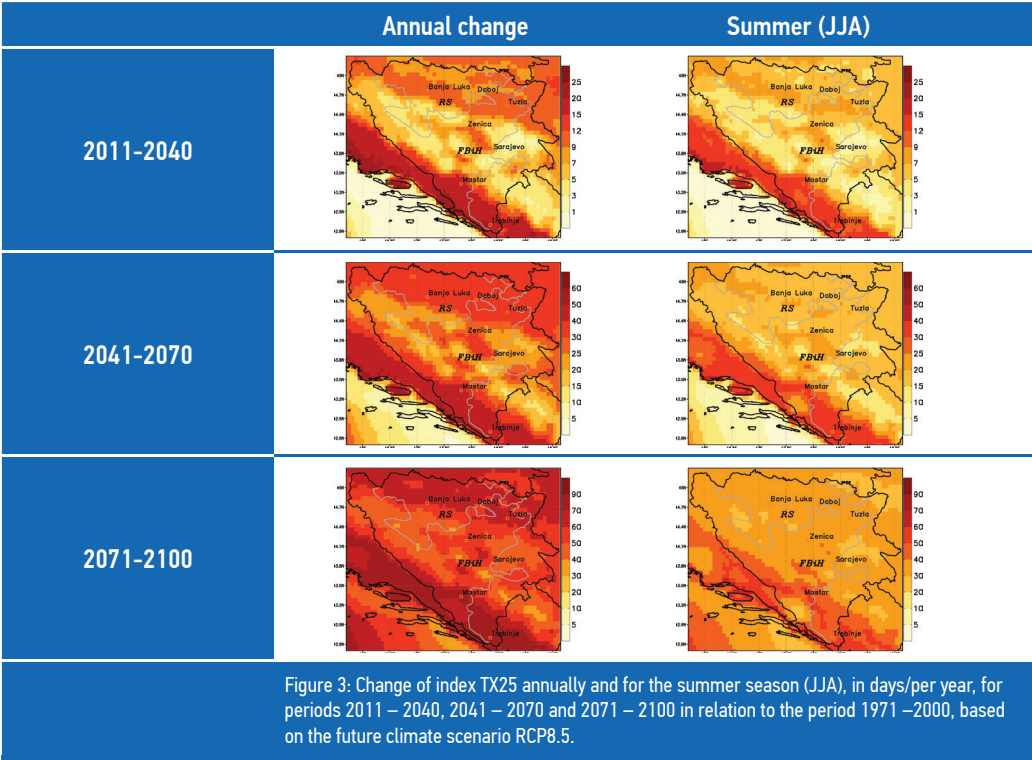 Annual change
Summer (JJA)
2011-2040
Banja Luka
Doboj
RS
Tuzla
Zenica
FBiH
Sarajevo
Mostar
Trebinje
25
20
15
12
9
7
5
3
1
Banja Luka
Doboj
RS
Tuzla
Zenica
FBiH
Sarajevo
Mostar
Trebinje
25
20
15
12
9
7
5
3
1
2041-2070
Banja Luka
Doboj
RS
Tuzla
Zenica
FBiH
Sarajevo
Mostar
Trebinje
60
50
40
30
25
20
15
10
5
Banja Luka
Doboj
RS
Tuzla
Zenica
FBiH
Sarajevo
Mostar
Trebinje
60
50
40
30
25
20
15
10
5
2071-2100
Banja Luka
Doboj
RS
Tuzla
Zenica
FBiH
Sarajevo
Mostar
Trebinje
90
70
60
50
40
30
20
10
5
Banja Luka
Doboj
RS
Tuzla
Zenica
FBiH
Sarajevo
Mostar
Trebinje
90
70
60
50
40
30
20
10
5
Figure 3: Change of index TX25 annually and for the summer season (JJA), in days/per year, for
periods 2011 – 2040, 2041 – 2070 and 2071 – 2100 in relation to the period 1971 –2000, based
on the future climate scenario RCP8.5.